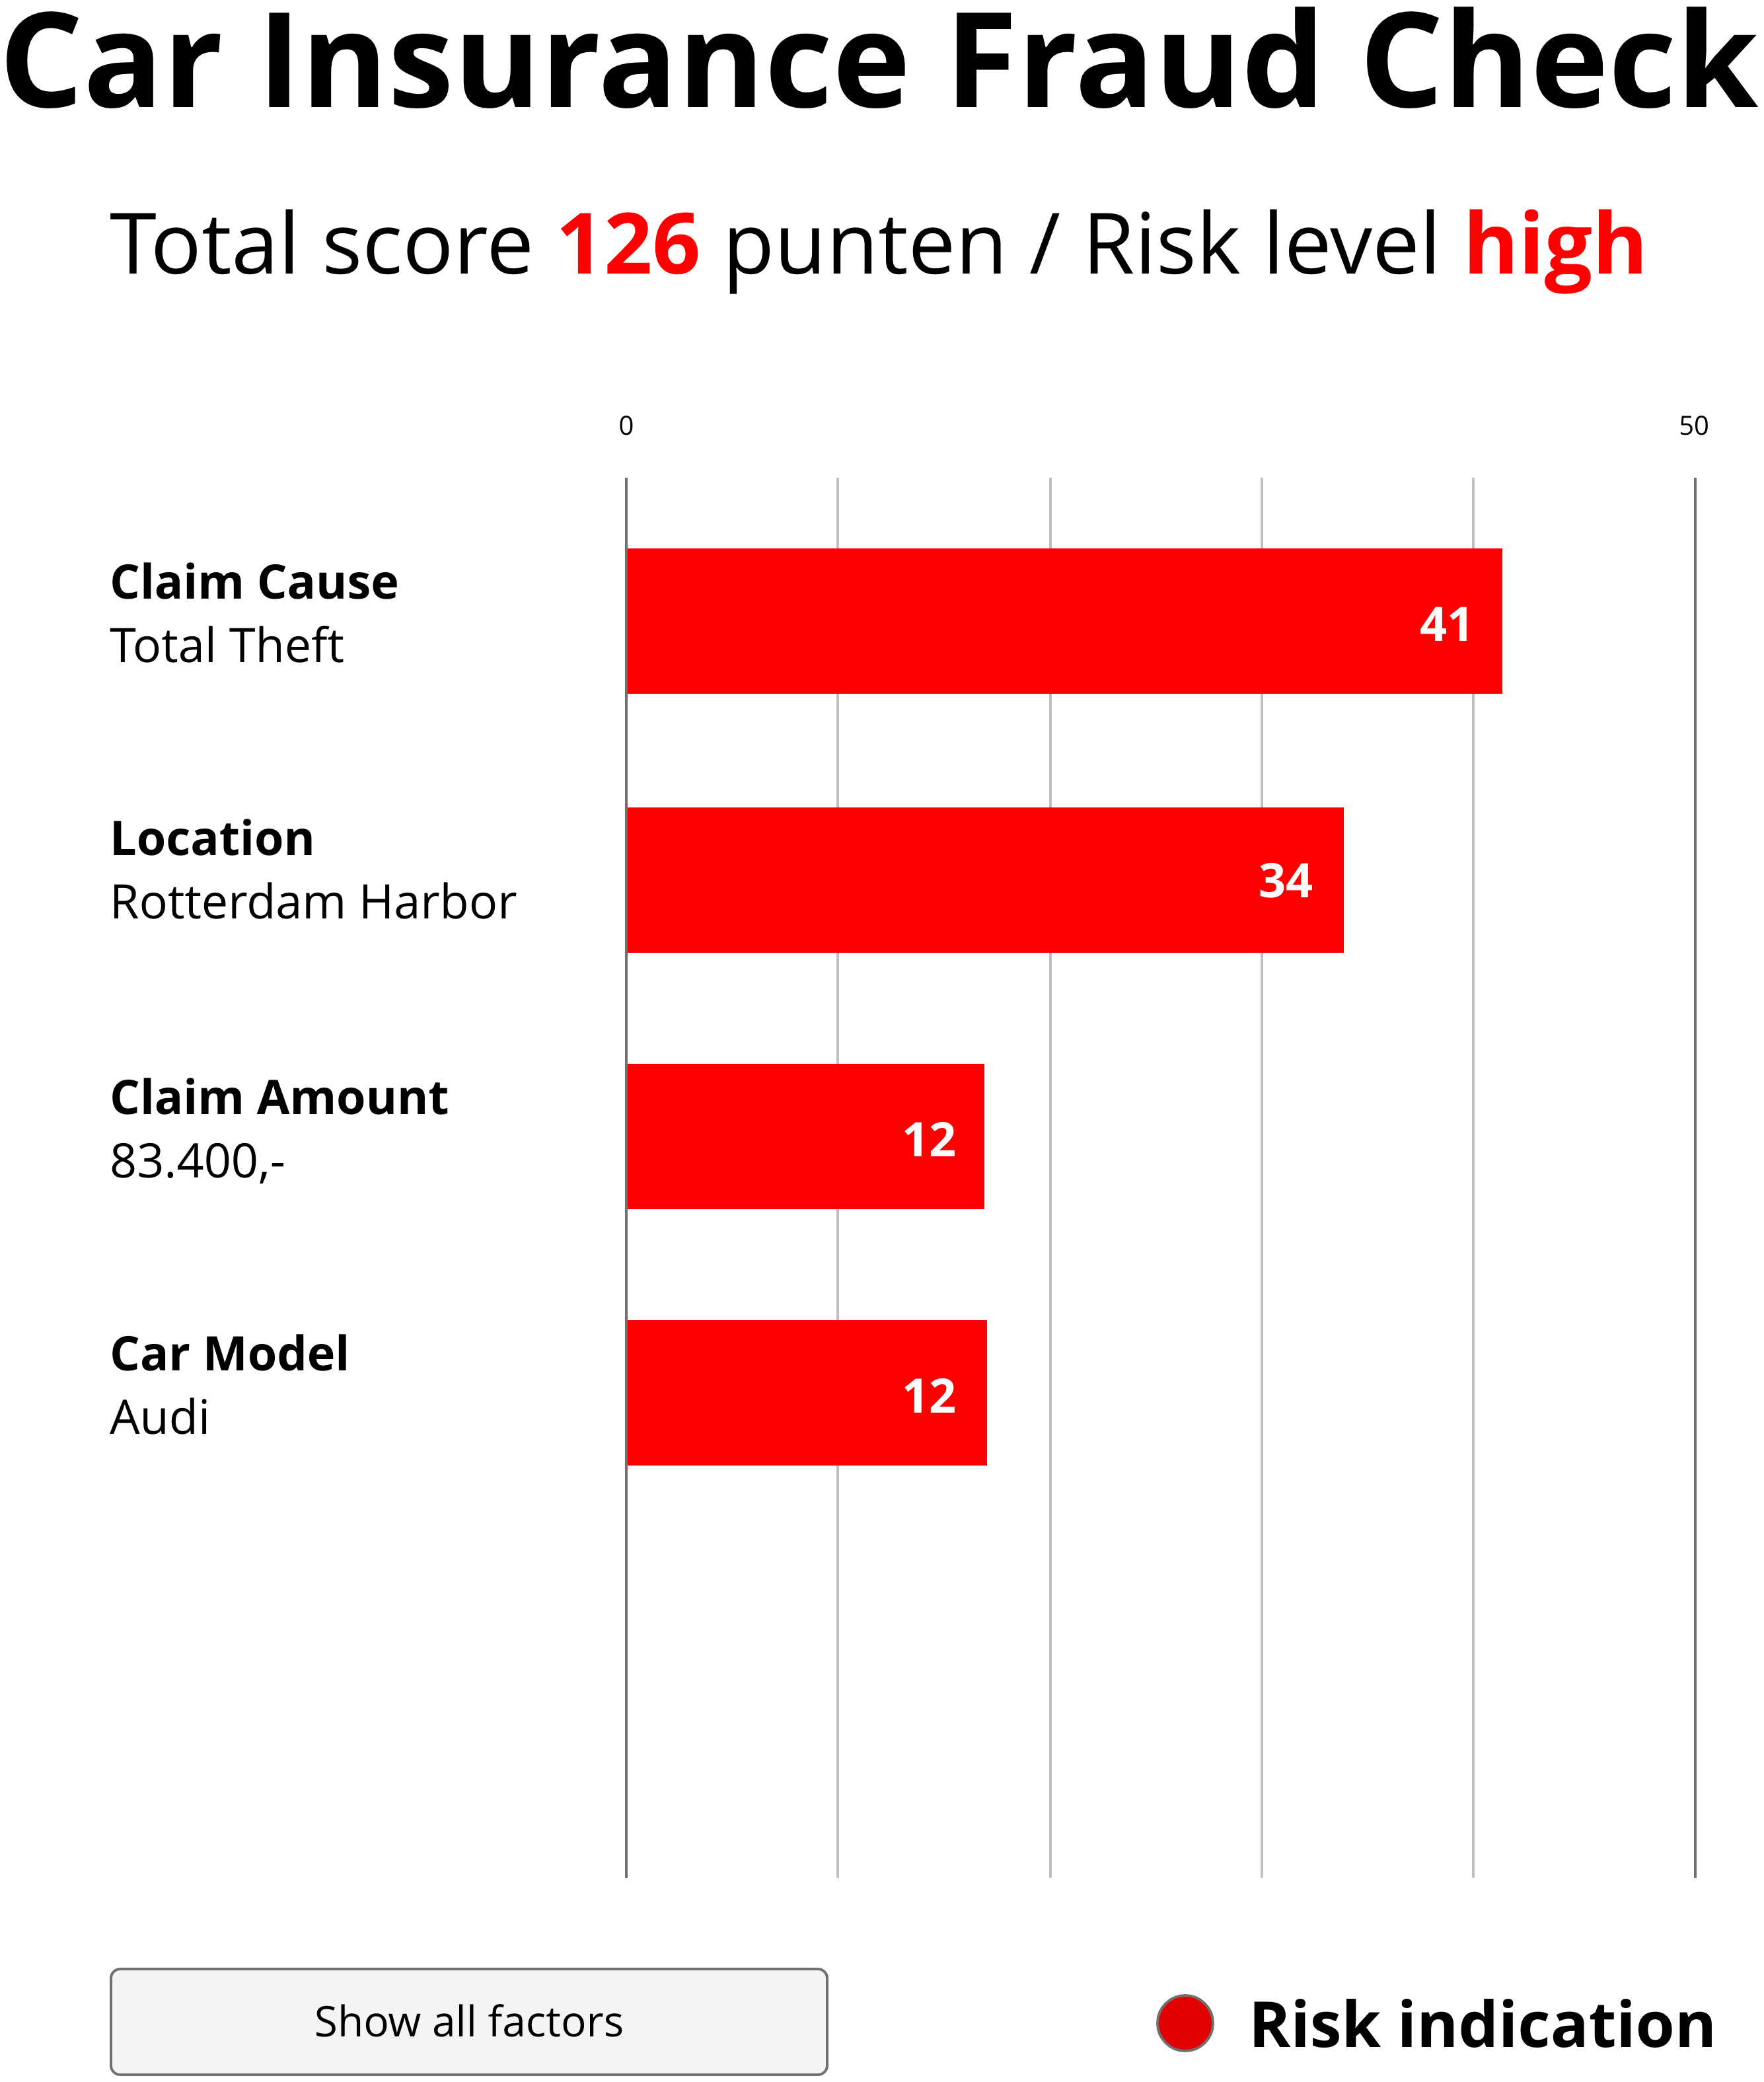 Car Insurance Fraud Check
Total score 126 punten / Risk level high
0 50
Claim Cause
Total Theft
41
Location
Rotterdam Harbor
34
Claim Amount
83.400,-
12
Car Model
Audi
12
Show all factors
Risk indication